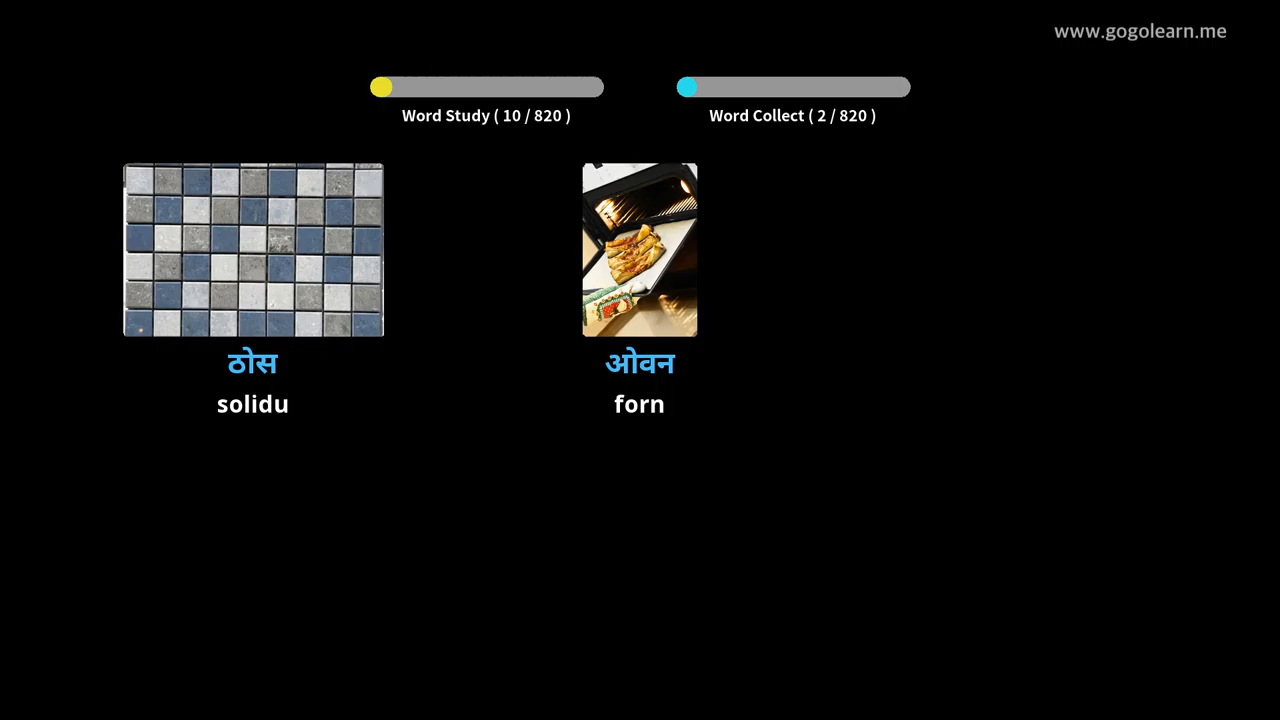 www.gogolearn.me
Word Study ( 10 / 820 )
Word Collect ( 2 / 820 )
ठोस
solidu
ओवन
forn